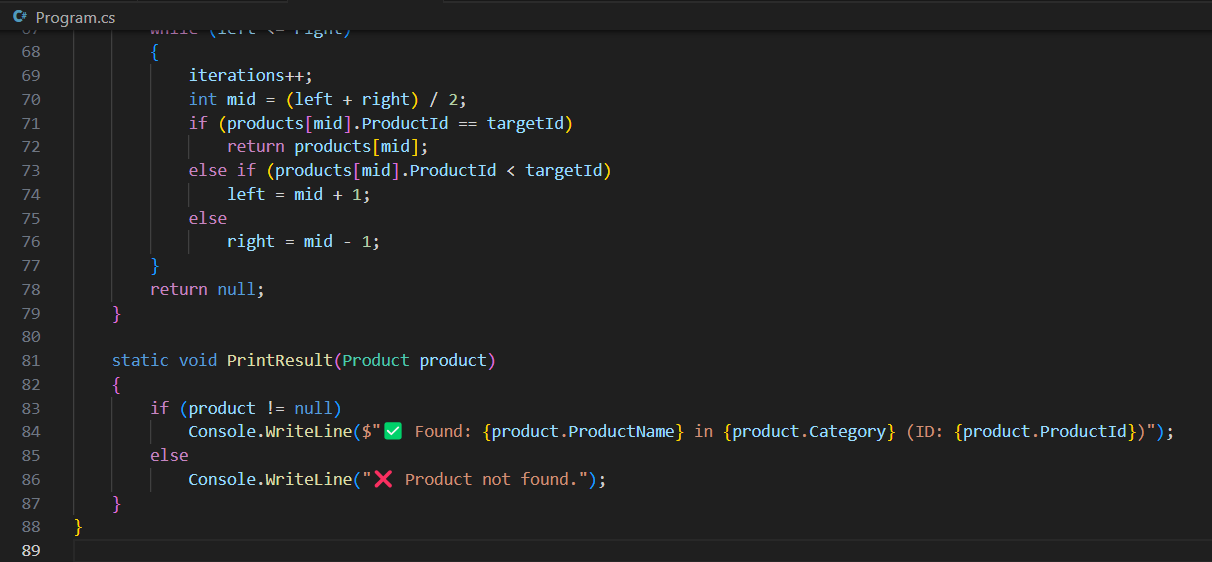 C# Program.cs
67 while (left <= right)
68 {
69 iterations++;
70 int mid = (left + right) / 2;
71 if (products[mid].ProductId == targetId)
72 return products[mid];
73 else if (products[mid].ProductId < targetId)
74 left = mid + 1;
75 else
76 right = mid - 1;
77 }
78 return null;
79 }
80
81 static void PrintResult(Product product)
82 {
83 if (product != null)
84 Console.WriteLine($"✅ Found: {product.ProductName} in {product.Category} (ID: {product.ProductId})");
85 else
86 Console.WriteLine("❌ Product not found.");
87 }
88 }
89